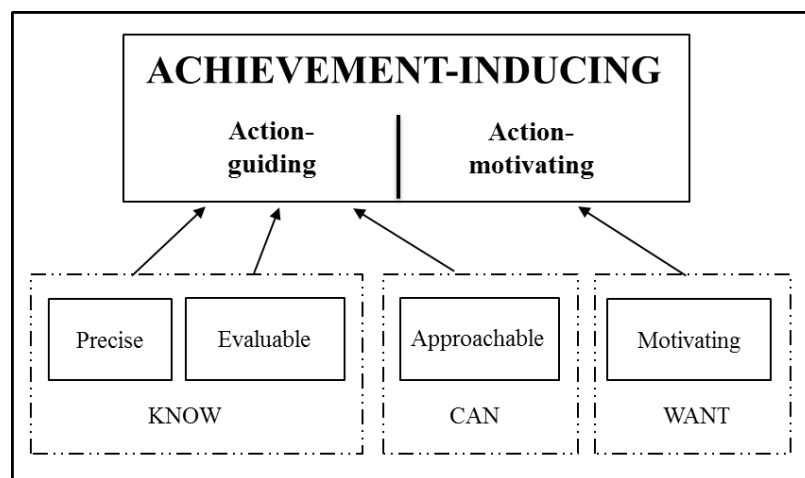 ACHIEVEMENT-INDUCING
Action-
guiding
Action-
motivating
Precise
Evaluable
Approachable
Motivating
KNOW
CAN
WANT